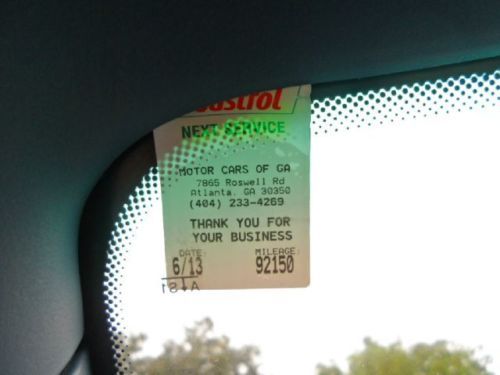 Castrol
NEXT SERVICE
MOTOR CARS OF GA
7865 Roswell Rd
Atlanta, GA 30350
(404) 233-4269
THANK YOU FOR
YOUR BUSINESS
DATE: MILEAGE:
6/13 92150